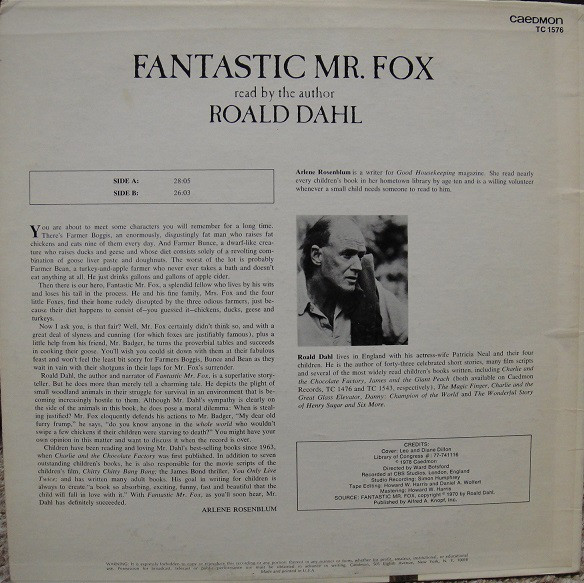 CAEDMON
TC 1576
FANTASTIC MR. FOX
read by the author
ROALD DAHL
SIDE A: 28:05
SIDE B: 26:03
You are about to meet some characters you will remember for a long time.
There's Farmer Boggis, an enormously, disgustingly fat man who raises fat
chickens and eats nine of them every day. And Farmer Bunce, a dwarf-like crea-
ture who raises ducks and geese and whose diet consists solely of a revolting com-
bination of goose liver paste and doughnuts. The worst of the lot is probably
Farmer Bean, a turkey-and-apple farmer who never ever takes a bath and doesn't
eat anything at all. He just drinks gallons and gallons of apple cider.
Then there is our hero, Fantastic Mr. Fox, a splendid fellow who lives by his wits
and loses his tail in the process. He and his fine family, Mrs. Fox and the four
little Foxes, find their home rudely disrupted by the three odious farmers, just be-
cause their diet happens to consist of—you guessed it—chickens, ducks, geese and
turkeys.
Now I ask you, is that fair? Well, Mr. Fox certainly didn't think so, and with a
great deal of slyness and cunning (for which foxes are justifiably famous), plus a
little help from his friend, Mr. Badger, he turns the proverbial tables and succeeds
in cooking their goose. You'll wish you could sit down with them at their fabulous
feast and won't feel the least bit sorry for Farmers Boggis, Bunce and Bean as they
wait in vain with their shotguns in their laps for Mr. Fox's surrender.
Roald Dahl, the author and narrator of Fantastic Mr. Fox, is a superlative story-
teller. But he does more than merely tell a charming tale. He depicts the plight of
small woodland animals in their struggle for survival in an environment that is be-
coming increasingly hostile to them. Although Mr. Dahl's sympathy is clearly on
the side of the animals in this book, he does pose a moral dilemma: When is steal-
ing justified? Mr. Fox eloquently defends his actions to Mr. Badger, "My dear old
furry frump," he says, "do you know anyone in the whole world who wouldn't
swipe a few chickens if their children were starving to death?" You might have your
own opinion in this matter and want to discuss it when the record is over.
Children have been reading and loving Mr. Dahl's best-selling books since 1963,
when Charlie and the Chocolate Factory was first published. In addition to seven
outstanding children's books, he is also responsible for the movie scripts of the
children's film, Chitty Chitty Bang Bang; the James Bond thriller, You Only Live
Twice; and has written many adult books. His goal in writing for children is
always to create "a book so absorbing, exciting, funny, fast and beautiful that the
child will fall in love with it." With Fantastic Mr. Fox, as you'll soon hear, Mr.
Dahl has definitely succeeded.
ARLENE ROSENBLUM
Arlene Rosenblum is a writer for Good Housekeeping magazine. She read nearly
every children's book in her hometown library by age ten and is a willing volunteer
whenever a small child needs someone to read to him.
Roald Dahl lives in England with his actress-wife Patricia Neal and their four
children. He is the author of forty-three celebrated short stories, many film scripts
and several of the most widely read children's books written, including Charlie and
the Chocolate Factory, James and the Giant Peach (both available on Caedmon
Records, TC 1476 and TC 1543, respectively), The Magic Finger, Charlie and the
Great Glass Elevator, Danny: Champion of the World and The Wonderful Story
of Henry Sugar and Six More.
CREDITS:
Cover: Leo and Diane Dillon
Library of Congress #: 77-741116
℗ 1978 Caedmon
Directed by Ward Botsford
Recorded at CBS Studios, London, England
Studio Recording: Simon Humphrey
Tape Editing: Howard W. Harris and Daniel A. Wolfert
Mastering: Howard W. Harris
SOURCE: FANTASTIC MR. FOX, copyright © 1970 by Roald Dahl.
Published by Alfred A. Knopf, Inc.
WARNING: It is expressly forbidden to